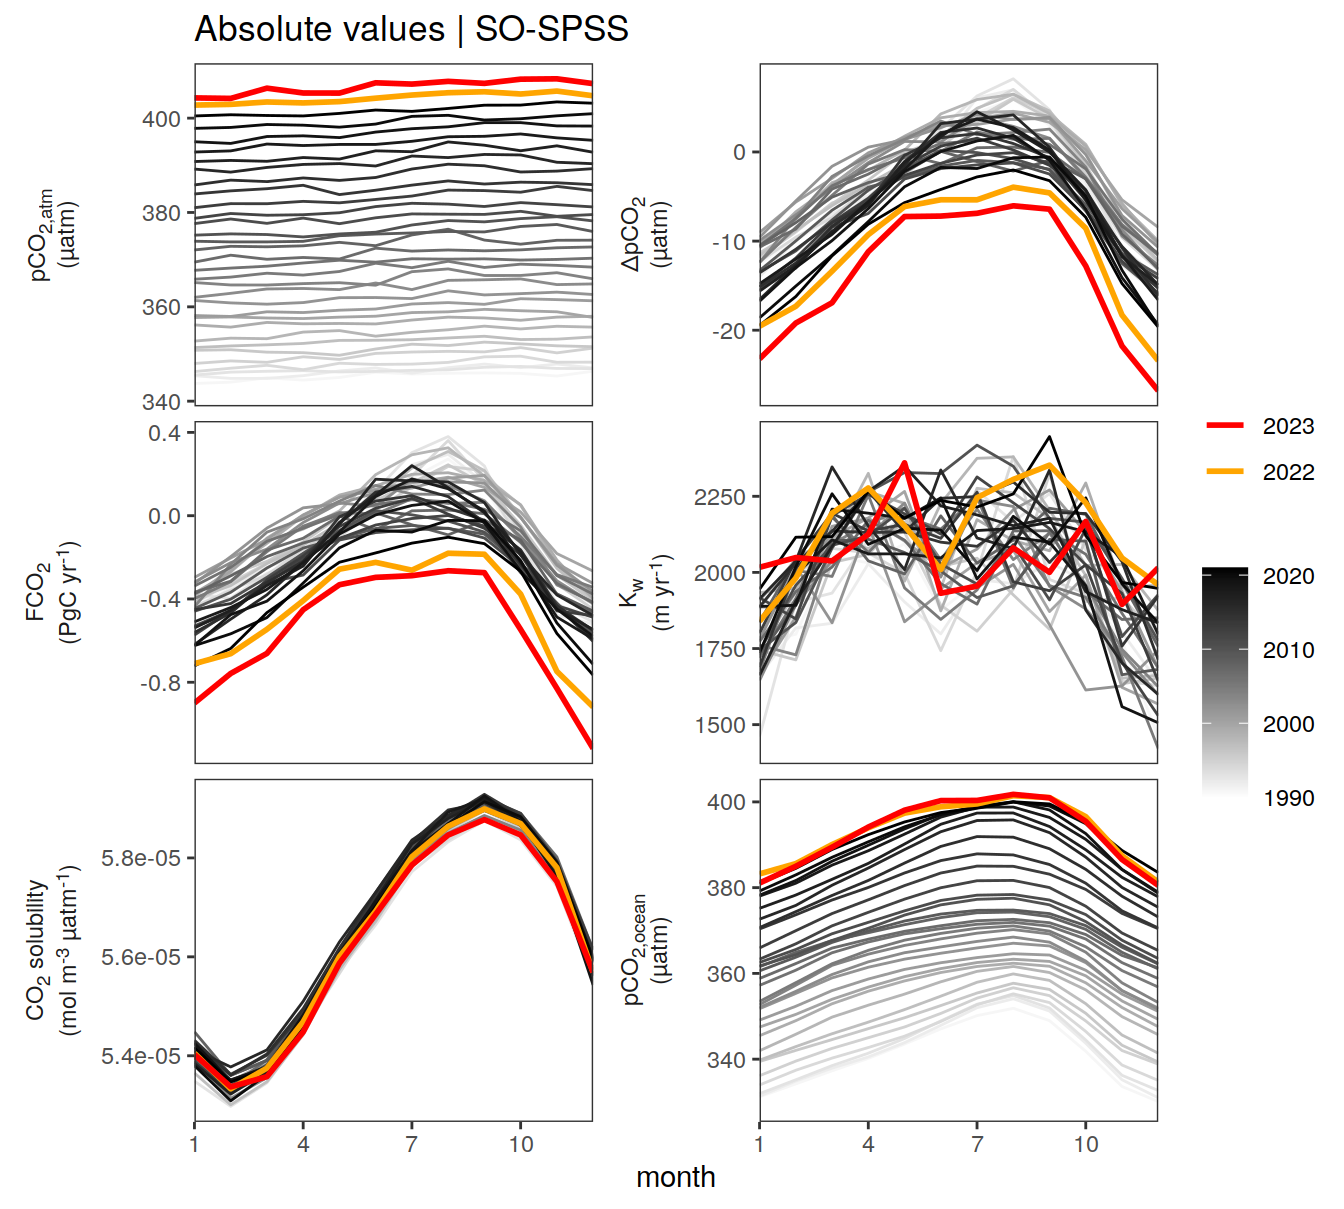 Absolute values | SO-SPSS
pCO2,atm
(µatm)
400
380
360
340
ΔpCO2
(µatm)
0
-10
-20
FCO2
(PgC yr-1)
0.4
0.0
-0.4
-0.8
Kw
(m yr-1)
2250
2000
1750
1500
CO2 solubility
(mol m-3 µatm-1)
5.8e-05
5.6e-05
5.4e-05
1 4 7 10
pCO2,ocean
(µatm)
400
380
360
340
1 4 7 10
month
2023
2022
2020
2010
2000
1990